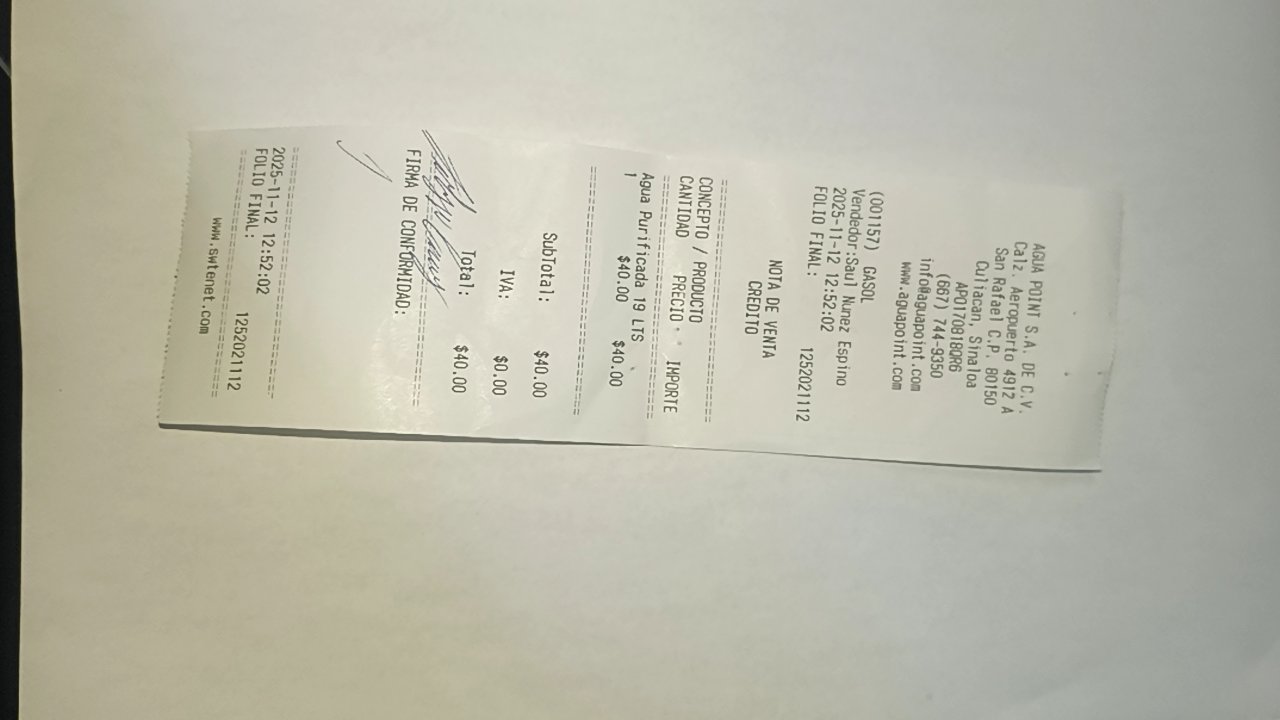 AGUA POINT S.A. DE C.V.
Calz. Aeropuerto 4912 A
San Rafael C.P. 80150
Culiacan, Sinaloa
APO170818QR6
(667) 744-9350
info@aguapoint.com
www.aguapoint.com
(001157) GASOL
Vendedor:Saul Nunez Espino
2025-11-12 12:52:02
FOLIO FINAL: 1252021112
NOTA DE VENTA
CREDITO
CONCEPTO / PRODUCTO
CANTIDAD PRECIO IMPORTE
Agua Purificada 19 LTS
1 $40.00 $40.00
SubTotal: $40.00
IVA: $0.00
Total: $40.00
FIRMA DE CONFORMIDAD:
2025-11-12 12:52:02
FOLIO FINAL: 1252021112
www.swtenet.com